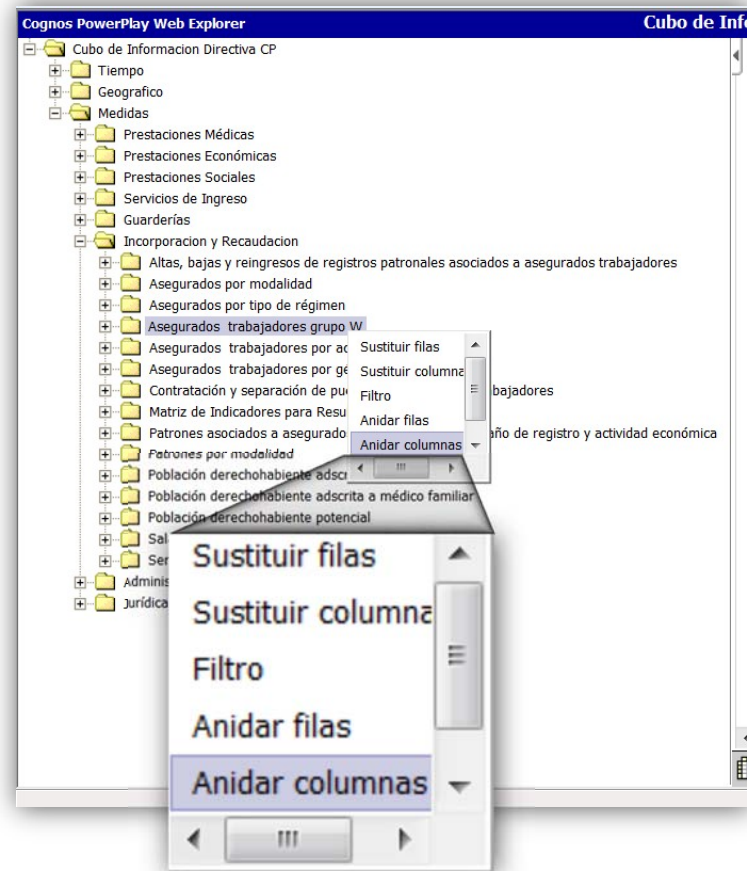 Cognos PowerPlay Web Explorer
Cubo de Info
Cubo de Informacion Directiva CP
Tiempo
Geografico
Medidas
Prestaciones Médicas
Prestaciones Económicas
Prestaciones Sociales
Servicios de Ingreso
Guarderías
Incorporacion y Recaudacion
Altas, bajas y reingresos de registros patronales asociados a asegurados trabajadores
Asegurados por modalidad
Asegurados por tipo de régimen
Asegurados trabajadores grupo W
Asegurados trabajadores por ac
Asegurados trabajadores por gé
Contratación y separación de pue bajadores
Matriz de Indicadores para Resu
Patrones asociados a asegurado año de registro y actividad económica
Patrones por modalidad
Población derechohabiente adscr
Población derechohabiente adscrita a médico familiar
Población derechohabiente potencial
Sal
Ser
Adminis
Jurídica
Sustituir filas
Sustituir columna
Filtro
Anidar filas
Anidar columnas
Sustituir filas
Sustituir columna
Filtro
Anidar filas
Anidar columnas